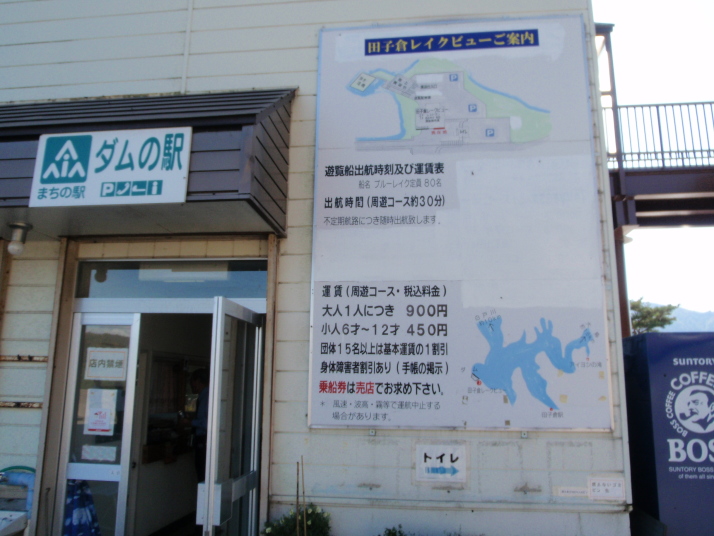 田子倉レイクビューご案内
P
P
P
遊覧船出航時刻及び運賃表
船名 ブルーレイク定員 80名
出航時間(周遊コース約30分)
不定期航路につき随時出航致します。
運賃(周遊コース・税込料金)
大人1人につき 900円
小人6才~12才 450円
団体15名以上は基本運賃の1割引
身体障害者割引あり(手帳の掲示)
乗船券は売店でお求め下さい。
* 風速・波高・霧等で運航中止する
場合があります。
ダムの駅
まちの駅
P
店内禁煙
トイレ
SUNTORY
COFFEE
BOSS COFFEE
BOSS
SUNTORY BOSS